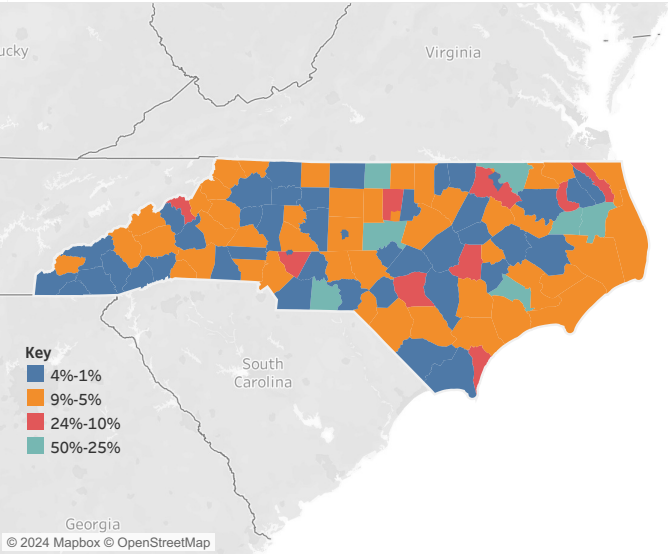 ucky
Virginia
Key
4%-1%
9%-5%
24%-10%
50%-25%
South
Carolina
Georgia
© 2024 Mapbox © OpenStreetMap